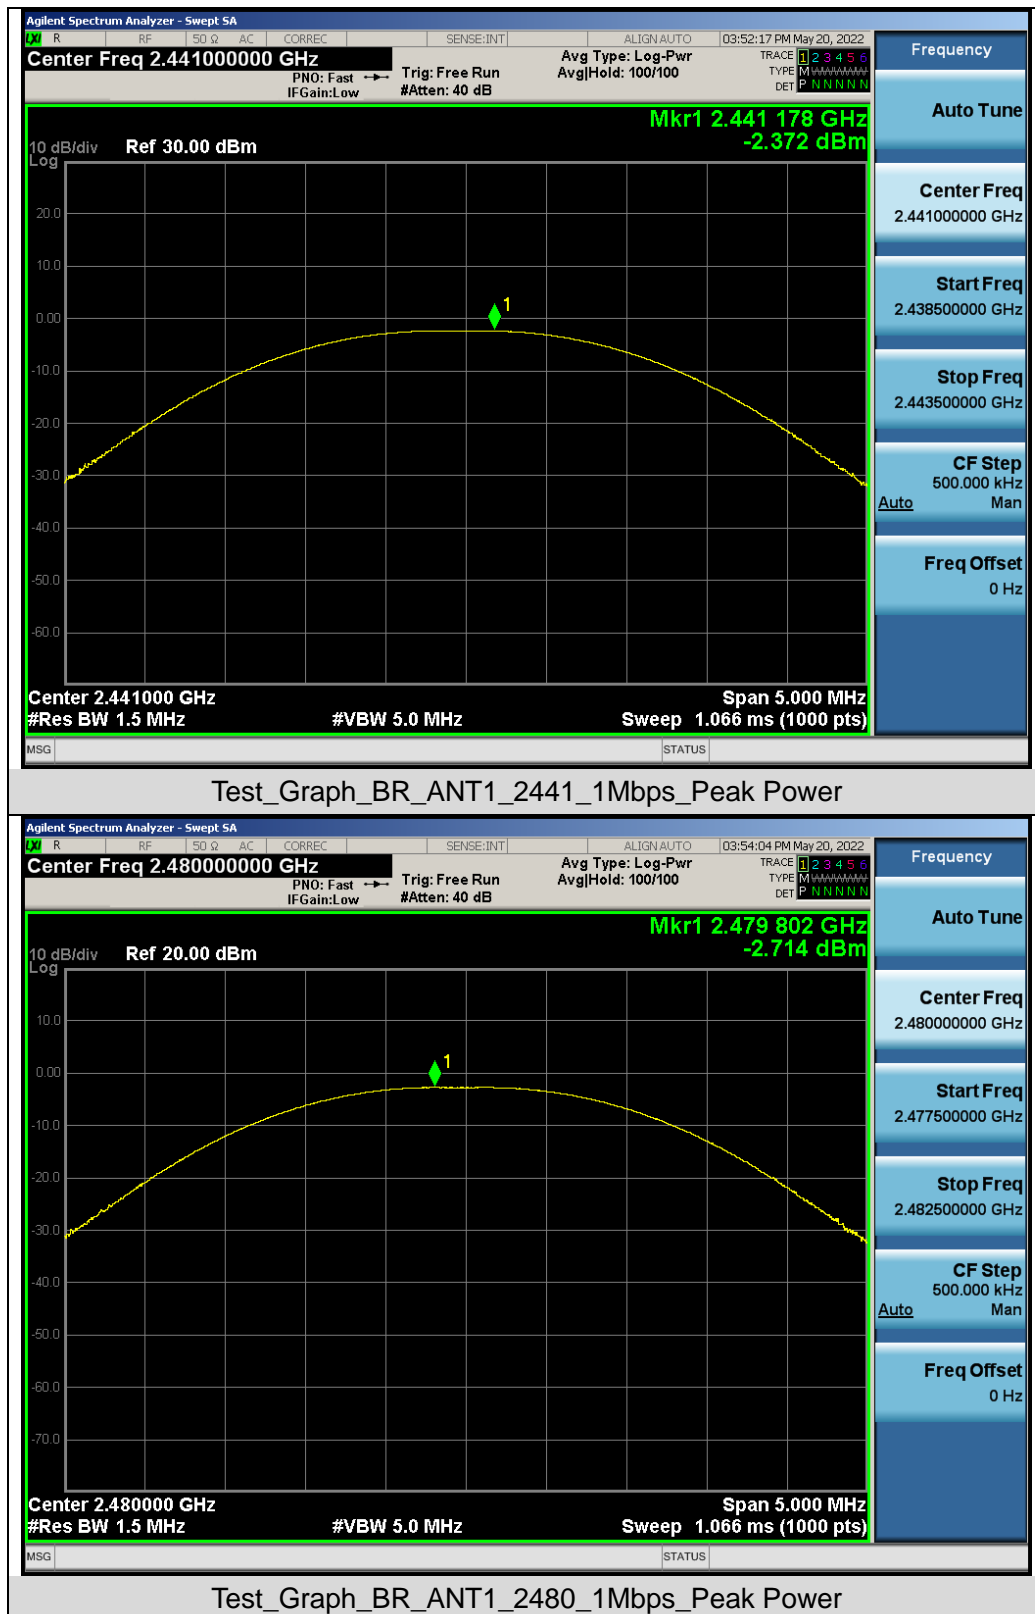 Agilent Spectrum Analyzer - Swept SA
LXI R RF 50 Ω AC CORREC SENSE:INT ALIGN AUTO 03:52:17 PM May 20, 2022
Center Freq 2.441000000 GHz
PNO: Fast
IFGain:Low
Trig: Free Run
#Atten: 40 dB
Avg Type: Log-Pwr
Avg|Hold: 100/100
TRACE 1 2 3 4 5 6
TYPE M WWWWW
DET P N N N N N
Mkr1 2.441 178 GHz
-2.372 dBm
10 dB/div Ref 30.00 dBm
Log
20.0
10.0
0.00
-10.0
-20.0
-30.0
-40.0
-50.0
-60.0
1
Center 2.441000 GHz Span 5.000 MHz
#Res BW 1.5 MHz #VBW 5.0 MHz Sweep 1.066 ms (1000 pts)
MSG STATUS
Frequency
Auto Tune
Center Freq
2.441000000 GHz
Start Freq
2.438500000 GHz
Stop Freq
2.443500000 GHz
CF Step
500.000 kHz
Auto Man
Freq Offset
0 Hz
Test_Graph_BR_ANT1_2441_1Mbps_Peak Power
Agilent Spectrum Analyzer - Swept SA
LXI R RF 50 Ω AC CORREC SENSE:INT ALIGN AUTO 03:54:04 PM May 20, 2022
Center Freq 2.480000000 GHz
PNO: Fast
IFGain:Low
Trig: Free Run
#Atten: 40 dB
Avg Type: Log-Pwr
Avg|Hold: 100/100
TRACE 1 2 3 4 5 6
TYPE M WWWWW
DET P N N N N N
Mkr1 2.479 802 GHz
-2.714 dBm
10 dB/div Ref 20.00 dBm
Log
10.0
0.00
-10.0
-20.0
-30.0
-40.0
-50.0
-60.0
-70.0
1
Center 2.480000 GHz Span 5.000 MHz
#Res BW 1.5 MHz #VBW 5.0 MHz Sweep 1.066 ms (1000 pts)
MSG STATUS
Frequency
Auto Tune
Center Freq
2.480000000 GHz
Start Freq
2.477500000 GHz
Stop Freq
2.482500000 GHz
CF Step
500.000 kHz
Auto Man
Freq Offset
0 Hz
Test_Graph_BR_ANT1_2480_1Mbps_Peak Power